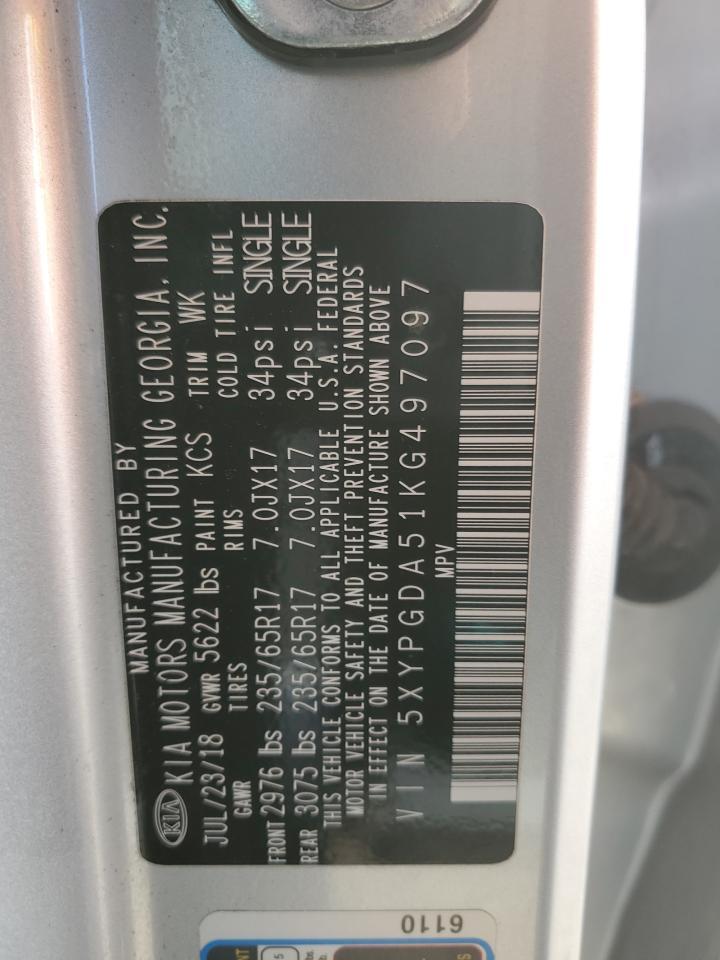 MANUFACTURED BY
KIA KIA MOTORS MANUFACTURING GEORGIA, INC.
JUL/23/18 GVWR 5622 lbs PAINT KCS TRIM WK
GAWR TIRES RIMS COLD TIRE INFL
FRONT 2976 lbs 235/65R17 7.0JX17 34psi SINGLE
REAR 3075 lbs 235/65R17 7.0JX17 34psi SINGLE
THIS VEHICLE CONFORMS TO ALL APPLICABLE U.S.A FEDERAL
MOTOR VEHICLE SAFETY AND THEFT PREVENTION STANDARDS
IN EFFECT ON THE DATE OF MANUFACTURE SHOWN ABOVE
VIN 5XYPGDA51KG497097
MPV
6110
5